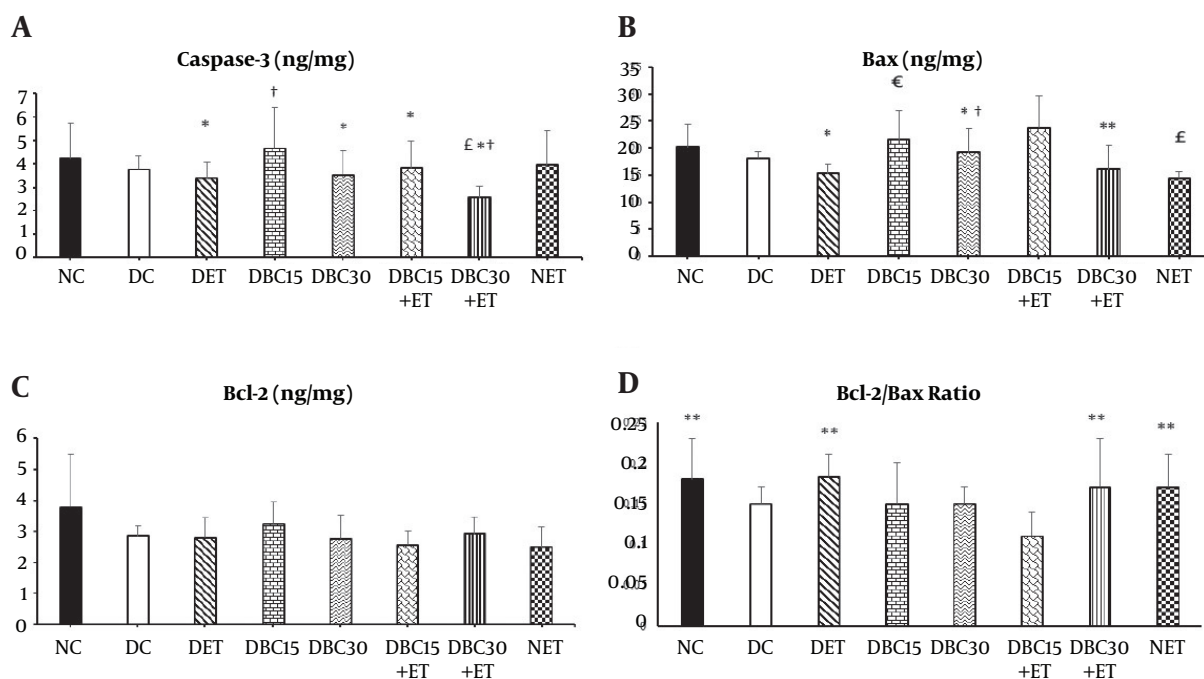 A
Caspase-3 (ng/mg)
7
6
5
4
3
2
1
0
*
†
*
*
£ *†
NC DC DET DBC15 DBC30 DBC15 DBC30 NET
+ET +ET
B
Bax (ng/mg)
35
30
25
20
15
10
5
0
*
€
* †
**
£
NC DC DET DBC15 DBC30 DBC15 DBC30 NET
+ET +ET
C
Bcl-2 (ng/mg)
6
5
4
3
2
1
0
NC DC DET DBC15 DBC30 DBC15 DBC30 NET
+ET +ET
D
Bcl-2/Bax Ratio
0.25
0.2
0.15
0.1
0.05
0
**
**
**
**
NC DC DET DBC15 DBC30 DBC15 DBC30 NET
+ET +ET